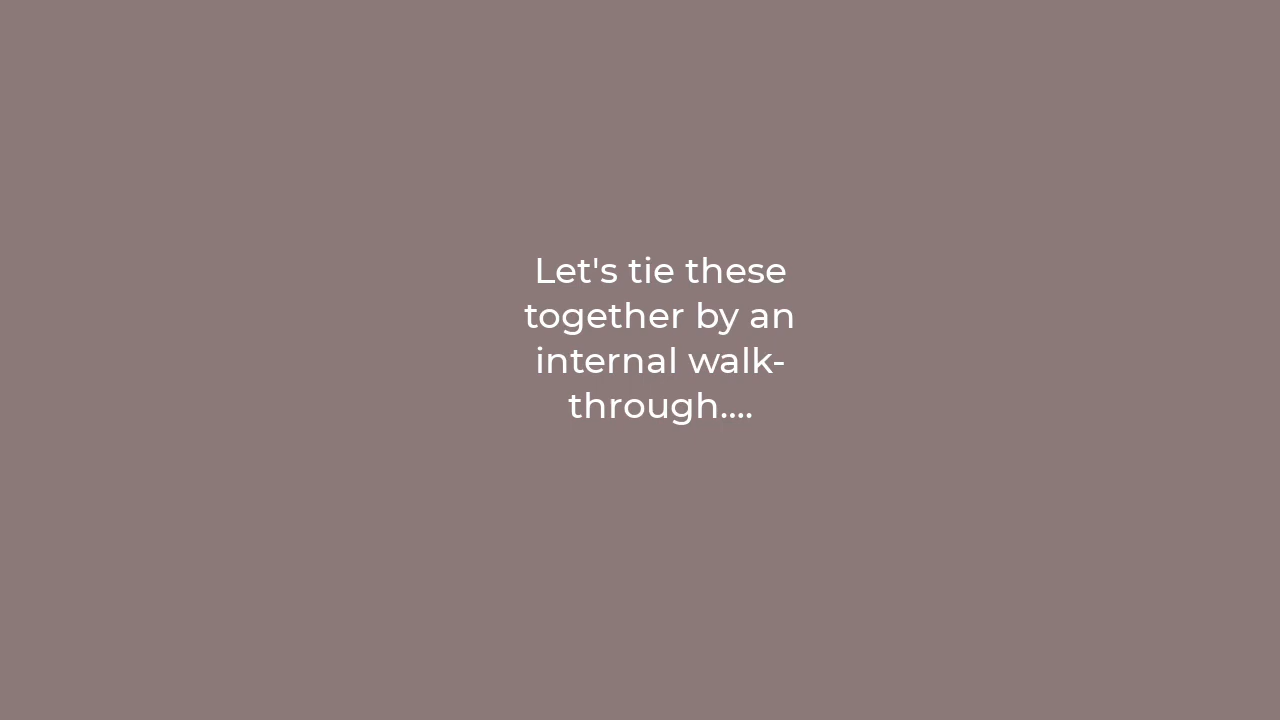 Let's tie these
together by an
internal walk-
through....